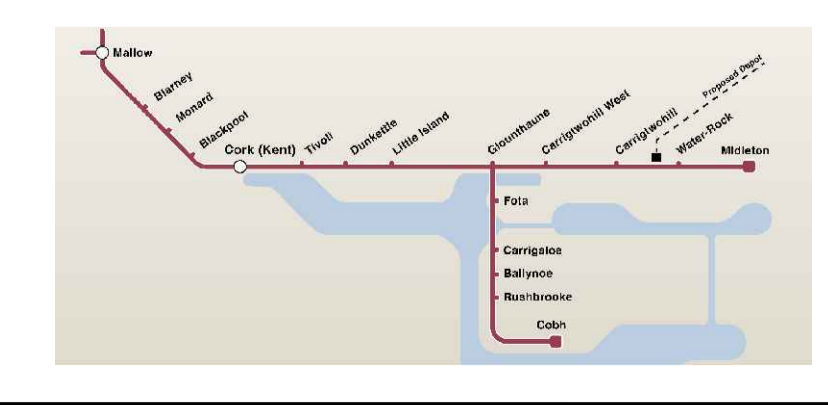 Mallow
Blarney
Monard
Blackpool
Cork (Kent)
Tivoli
Dunkettle
Little Island
Glounthaune
Carrigtwohill West
Carrigtwohill
Proposed Depot
Water-Rock
Midleton
Fota
Carrigaloe
Ballynoe
Rushbrooke
Cobh